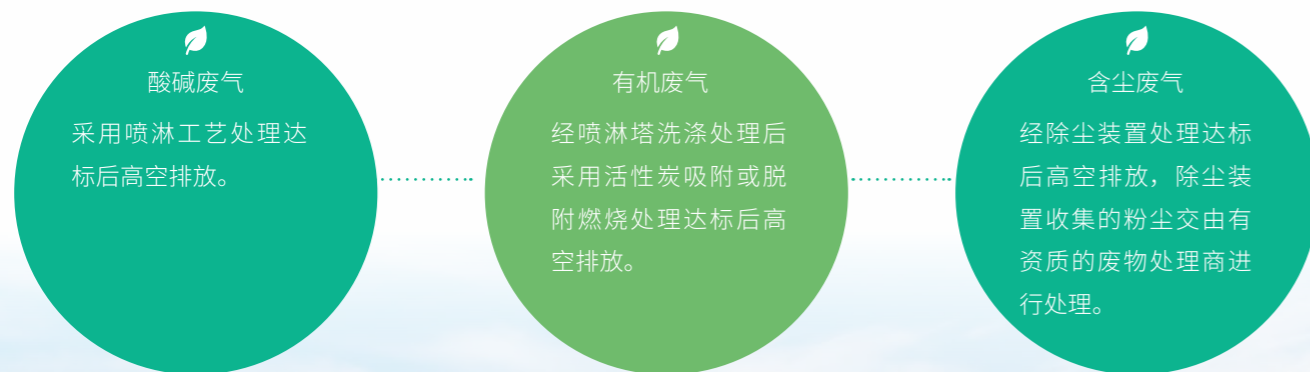 酸碱废气
采用喷淋工艺处理达
标后高空排放。
有机废气
经喷淋塔洗涤处理后
采用活性炭吸附或脱
附燃烧处理达标后高
空排放。
含尘废气
经除尘装置处理达标
后高空排放，除尘装
置收集的粉尘交由有
资质的废物处理商进
行处理。